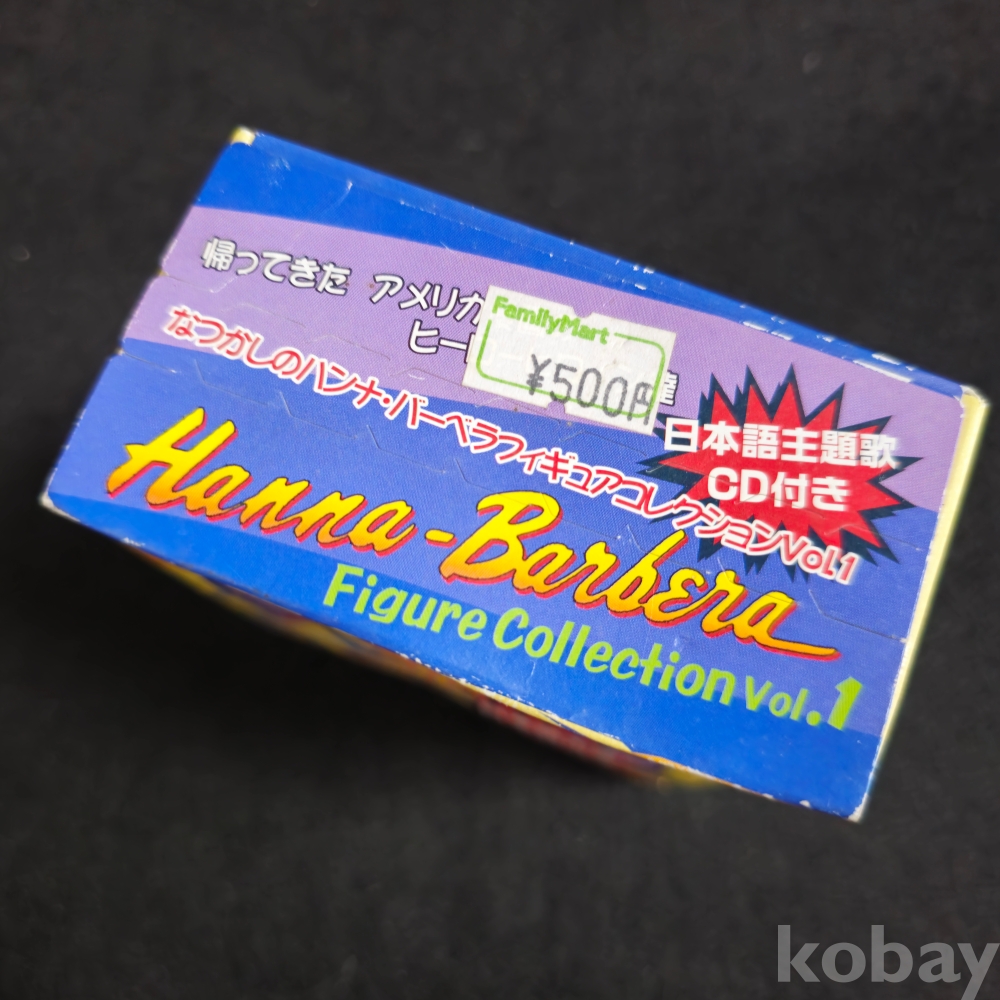 帰ってきた アメリカ
ヒー
FamilyMart
¥500円
なつかしのハンナ・バーベラフィギュアコレクションVol.1
日本語主題歌
CD付き
Hanna-Barbera
Figure Collection Vol.1
kobay